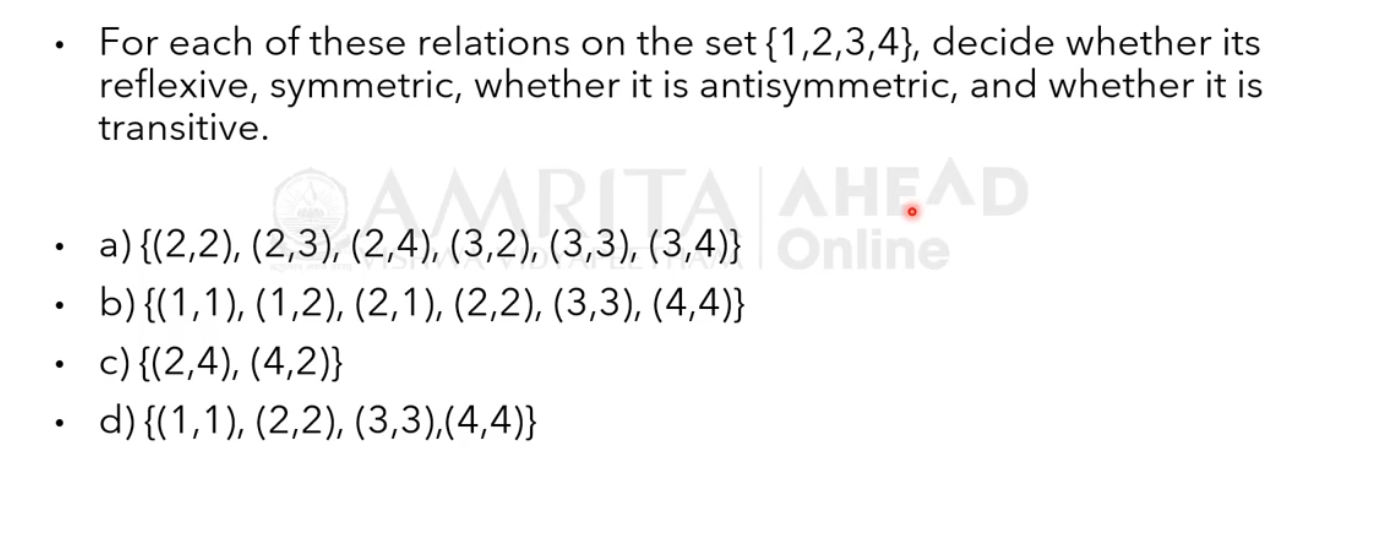 • For each of these relations on the set {1,2,3,4}, decide whether its
reflexive, symmetric, whether it is antisymmetric, and whether it is
transitive.
AMRITA AHEAD
VISHWA VIDYAPEETHAM Online
• a) {(2,2), (2,3), (2,4), (3,2), (3,3), (3,4)}
• b) {(1,1), (1,2), (2,1), (2,2), (3,3), (4,4)}
• c) {(2,4), (4,2)}
• d) {(1,1), (2,2), (3,3),(4,4)}